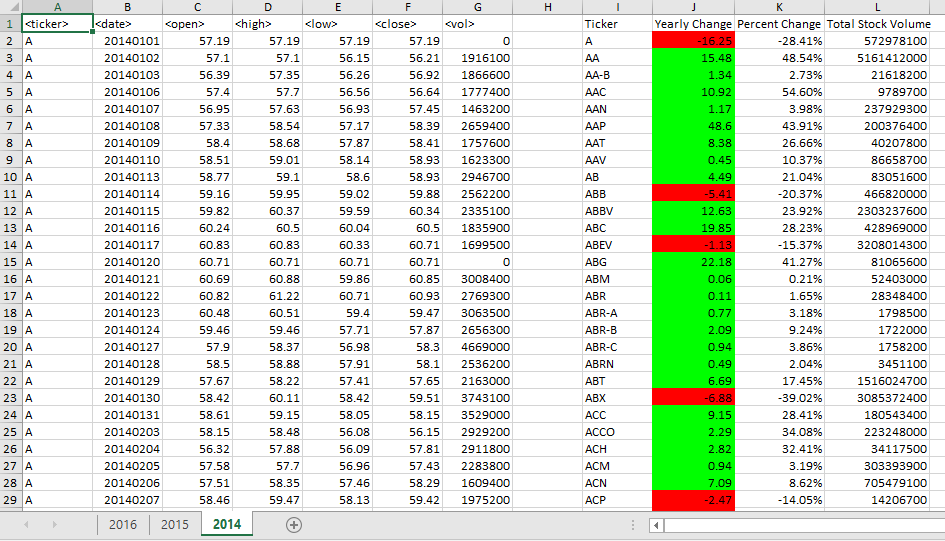 A B C D E F G H I J K L
1 <ticker> <date> <open> <high> <low> <close> <vol> Ticker Yearly Change Percent Change Total Stock Volume
2 A 20140101 57.19 57.19 57.19 57.19 0 A -16.25 -28.41% 572978100
3 A 20140102 57.1 57.1 56.15 56.21 1916100 AA 15.48 48.54% 5161412000
4 A 20140103 56.39 57.35 56.26 56.92 1866600 AA-B 1.34 2.73% 21618200
5 A 20140106 57.4 57.7 56.56 56.64 1777400 AAC 10.92 54.60% 9789700
6 A 20140107 56.95 57.63 56.93 57.45 1463200 AAN 1.17 3.98% 237929300
7 A 20140108 57.33 58.54 57.17 58.39 2659400 AAP 48.6 43.91% 200376400
8 A 20140109 58.4 58.68 57.87 58.41 1757600 AAT 8.38 26.66% 40207800
9 A 20140110 58.51 59.01 58.14 58.93 1623300 AAV 0.45 10.37% 86658700
10 A 20140113 58.77 59.1 58.6 58.93 2946700 AB 4.49 21.04% 83051600
11 A 20140114 59.16 59.95 59.02 59.88 2562200 ABB -5.41 -20.37% 466820000
12 A 20140115 59.82 60.37 59.59 60.34 2335100 ABBV 12.63 23.92% 2303237600
13 A 20140116 60.24 60.5 60.04 60.5 1835900 ABC 19.85 28.23% 428969000
14 A 20140117 60.83 60.83 60.33 60.71 1699500 ABEV -1.13 -15.37% 3208014300
15 A 20140120 60.71 60.71 60.71 60.71 0 ABG 22.18 41.27% 81065600
16 A 20140121 60.69 60.88 59.86 60.85 3008400 ABM 0.06 0.21% 52403000
17 A 20140122 60.82 61.22 60.71 60.93 2769300 ABR 0.11 1.65% 28348400
18 A 20140123 60.48 60.51 59.4 59.47 3063500 ABR-A 0.77 3.18% 1798500
19 A 20140124 59.46 59.46 57.71 57.87 2656300 ABR-B 2.09 9.24% 1722000
20 A 20140127 57.9 58.37 56.98 58.3 4669000 ABR-C 0.94 3.86% 1758200
21 A 20140128 58.5 58.88 57.91 58.1 2536200 ABRN 0.49 2.04% 3451100
22 A 20140129 57.67 58.22 57.41 57.65 2163000 ABT 6.69 17.45% 1516024700
23 A 20140130 58.42 60.11 58.42 59.51 3743100 ABX -6.88 -39.02% 3085372400
24 A 20140131 58.61 59.15 58.05 58.15 3529000 ACC 9.15 28.41% 180543400
25 A 20140203 58.15 58.48 56.08 56.15 2929200 ACCO 2.29 34.08% 223248000
26 A 20140204 56.32 57.88 56.09 57.81 2911800 ACH 2.82 32.41% 34117500
27 A 20140205 57.58 57.7 56.96 57.43 2283800 ACM 0.94 3.19% 303393900
28 A 20140206 57.51 58.35 57.46 58.29 1609400 ACN 7.09 8.62% 705479100
29 A 20140207 58.46 59.47 58.13 59.42 1975200 ACP -2.47 -14.05% 14206700
2016 2015 2014